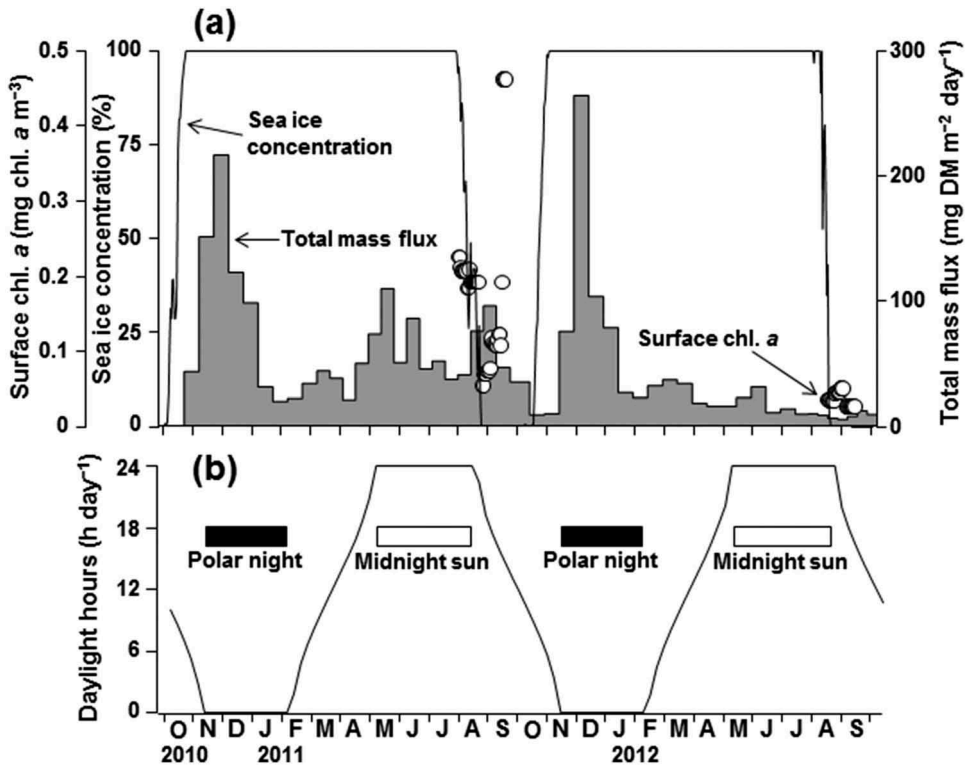 (a)
Surface chl. a (mg chl. a m⁻³)
0.5
0.4
0.3
0.2
0.1
0
Sea ice concentration (%)
100
75
50
25
0
Sea ice
concentration
Total mass flux
Surface chl. a
300
200
100
0
Total mass flux (mg DM m⁻² day⁻¹)
(b)
Daylight hours (h day⁻¹)
24
18
12
6
0
Polar night
Midnight sun
Polar night
Midnight sun
O N D J F M A M J J A S O N D J F M A M J J A S
2010 2011 2012